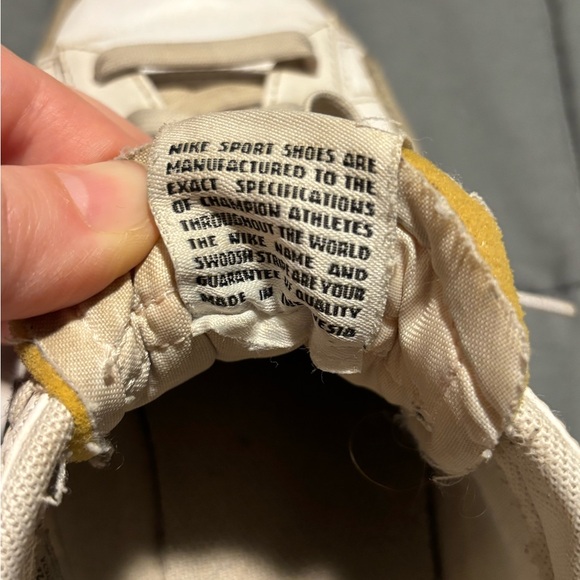 NIKE SPORT SHOES ARE
MANUFACTURED TO THE
EXACT SPECIFICATIONS
OF CHAMPION ATHLETES
THROUGHOUT THE WORLD
THE NIKE NAME AND
SWOOSH STRIPE ARE YOUR
GUARANTEE OF QUALITY
MADE IN INDONESIA